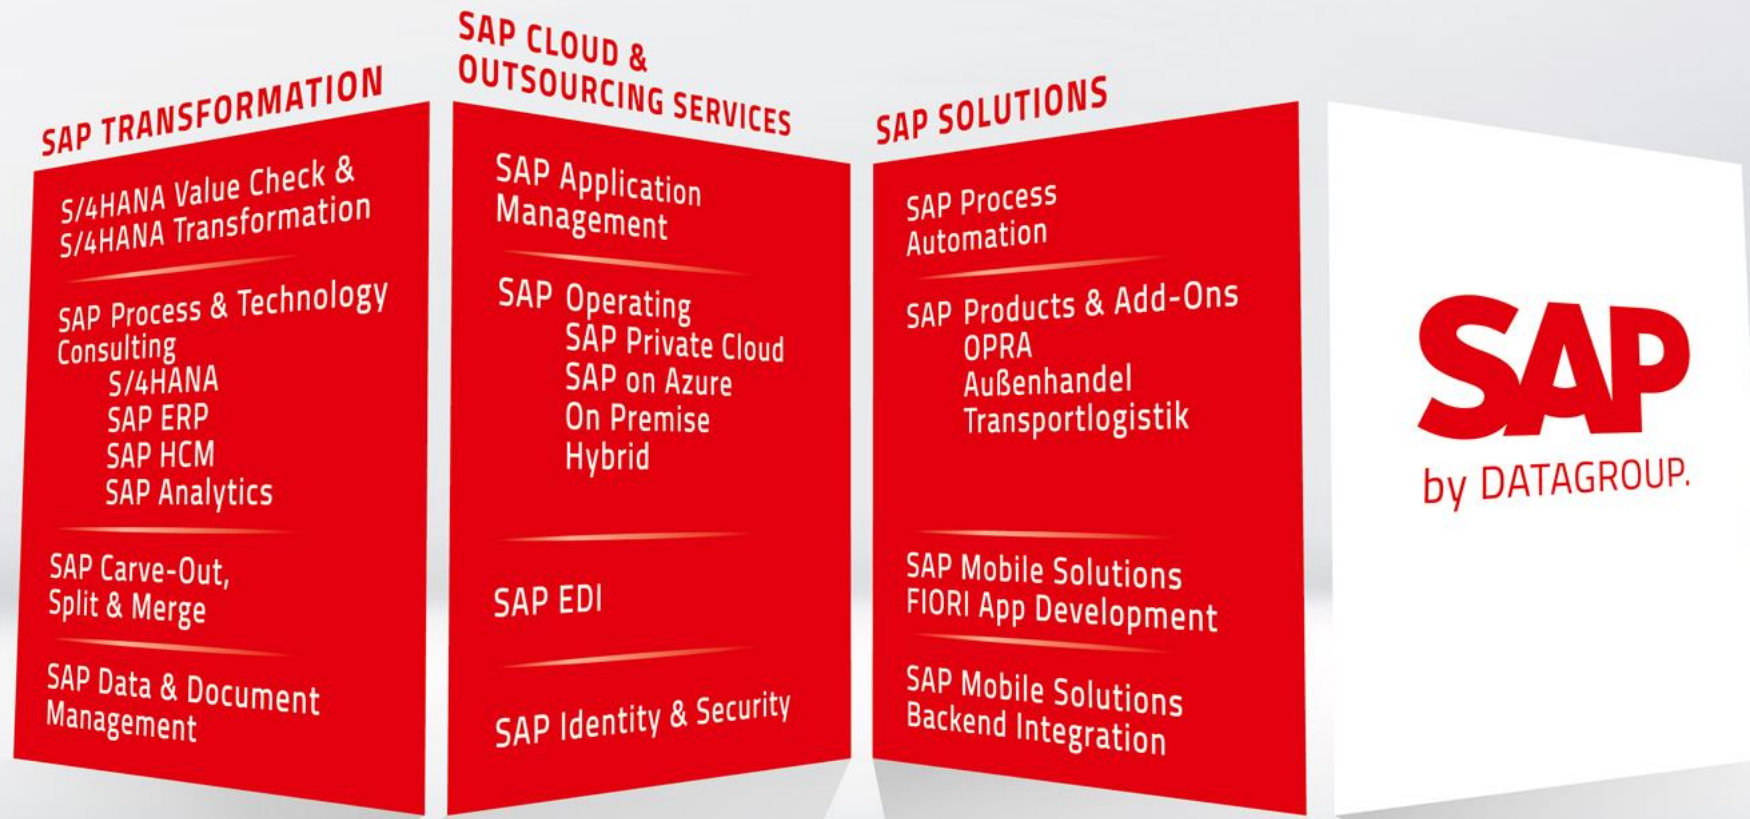 SAP TRANSFORMATION
S/4HANA Value Check &
S/4HANA Transformation
SAP Process & Technology
Consulting
S/4HANA
SAP ERP
SAP HCM
SAP Analytics
SAP Carve-Out,
Split & Merge
SAP Data & Document
Management
SAP CLOUD &
OUTSOURCING SERVICES
SAP Application
Management
SAP Operating
SAP Private Cloud
SAP on Azure
On Premise
Hybrid
SAP EDI
SAP Identity & Security
SAP SOLUTIONS
SAP Process
Automation
SAP Products & Add-Ons
OPRA
Außenhandel
Transportlogistik
SAP Mobile Solutions
FIORI App Development
SAP Mobile Solutions
Backend Integration
SAP
by DATAGROUP.